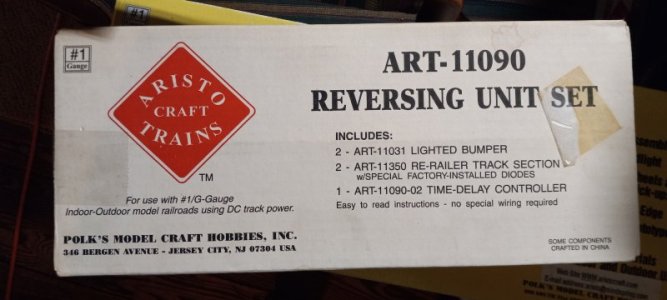 #1
Gauge
ARISTO
CRAFT
TRAINS
TM
For use with #1/G-Gauge
Indoor-Outdoor model railroads using DC track power.
POLK'S MODEL CRAFT HOBBIES, INC.
346 BERGEN AVENUE - JERSEY CITY, NJ 07304 USA
ART-11090
REVERSING UNIT SET
INCLUDES:
2 - ART-11031 LIGHTED BUMPER
2 - ART-11350 RE-RAILER TRACK SECTION
w/SPECIAL FACTORY-INSTALLED DIODES
1 - ART-11090-02 TIME-DELAY CONTROLLER
Easy to read instructions - no special wiring required
SOME COMPONENTS
CRAFTED IN CHINA
#1
Gauge